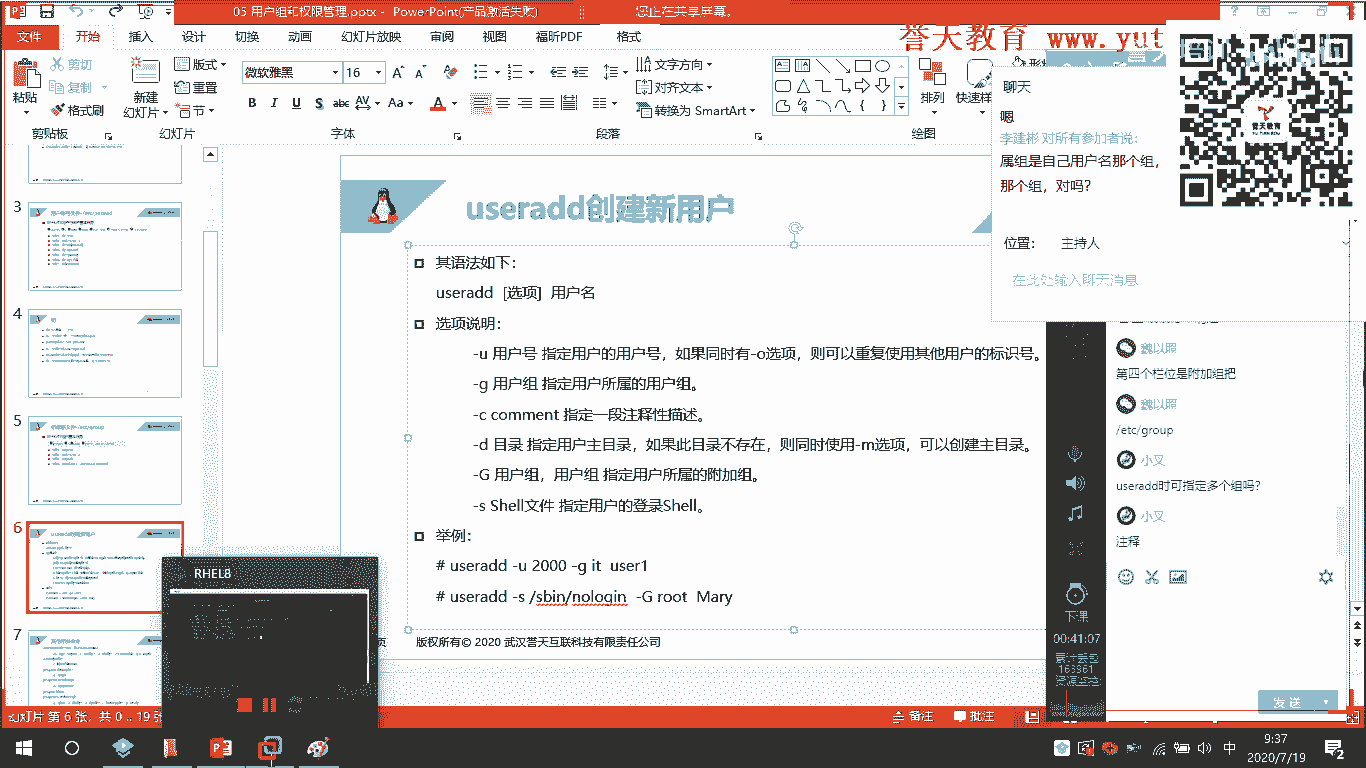 05 用户组和权限管理.pptx - PowerPoint(产品激活失败)
您正在共享屏幕。
文件 开始 插入 设计 切换 动画 幻灯片放映 审阅 视图 福昕PDF 格式
誉天教育 www. yut
剪切
复制
格式刷
粘贴
剪贴板
新建
幻灯片
版式
重置
节
幻灯片
微软雅黑 16
字体
文字方向
对齐文本
转换为 SmartArt
段落
排列 快速样
绘图
聊天
嗯
李建彬 对所有参加者说：
属组是自己用户名那个组，
那个组，对吗？
位置： 主持人
在此处输入聊天消息
誉天教育
3
4
5
6
7
useradd创建新用户
其语法如下：
useradd [选项] 用户名
选项说明：
-u 用户号 指定用户的用户号，如果同时有-o选项，则可以重复使用其他用户的标识号。
-g 用户组 指定用户所属的用户组。
-c comment 指定一段注释性描述。
-d 目录 指定用户主目录，如果此目录不存在，则同时使用-m选项，可以创建主目录。
-G 用户组，用户组 指定用户所属的附加组。
-s Shell文件 指定用户的登录Shell。
举例：
# useradd -u 2000 -g it user1
# useradd -s /sbin/nologin -G root Mary
版权所有© 2020 武汉誉天互联科技有限责任公司
RHEL8
魏以照
第四个栏位是附加组把
魏以照
/etc/group
小叉
useradd时可指定多个组吗？
小叉
注释
下课
00:41:07
发送
幻灯片 第 6 张，共 0 .. 19 张
备注 批注
中
9:37
2020/7/19
2